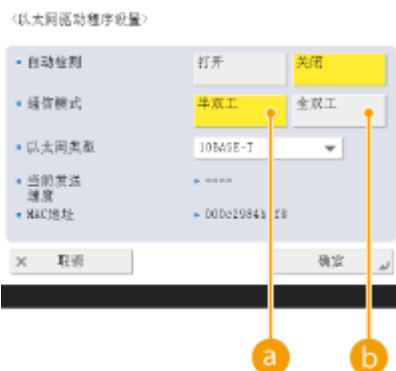 <以太网驱动程序设置>
▪ 自动检测 打开 关闭
▪ 通信模式 半双工 全双工
▪ 以太网类型 10BASE-T
▪ 当前发送
速度 ▸ ----
▪ MAC地址
× 取消 确定
a b